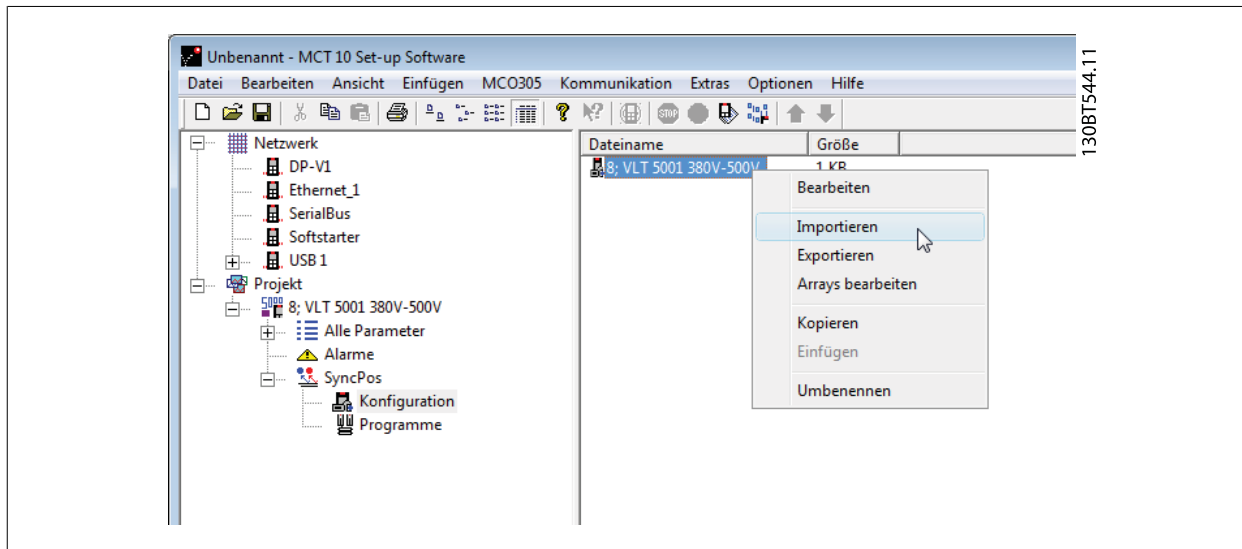 Unbenannt - MCT 10 Set-up Software
Datei Bearbeiten Ansicht Einfügen MCO305 Kommunikation Extras Optionen Hilfe
STOP
Netzwerk
DP-V1
Ethernet_1
SerialBus
Softstarter
USB 1
Projekt
5000
8; VLT 5001 380V-500V
Alle Parameter
Alarme
SyncPos
Konfiguration
Programme
Dateiname Größe
8; VLT 5001 380V-500V 1 KB
Bearbeiten
Importieren
Exportieren
Arrays bearbeiten
Kopieren
Einfügen
Umbenennen
130BT544.11